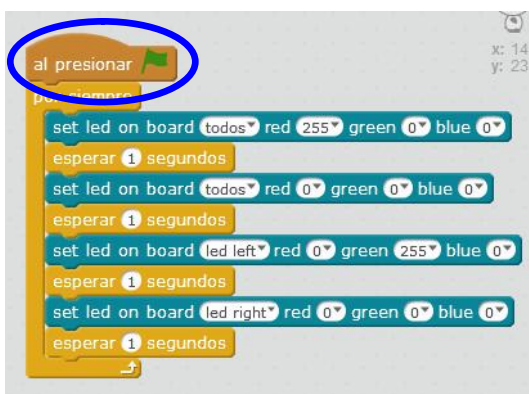 x: 14
y: 23
al presionar
por siempre
set led on board todos red 255 green 0 blue 0
esperar 1 segundos
set led on board todos red 0 green 0 blue 0
esperar 1 segundos
set led on board led left red 0 green 255 blue 0
esperar 1 segundos
set led on board led right red 0 green 0 blue 0
esperar 1 segundos